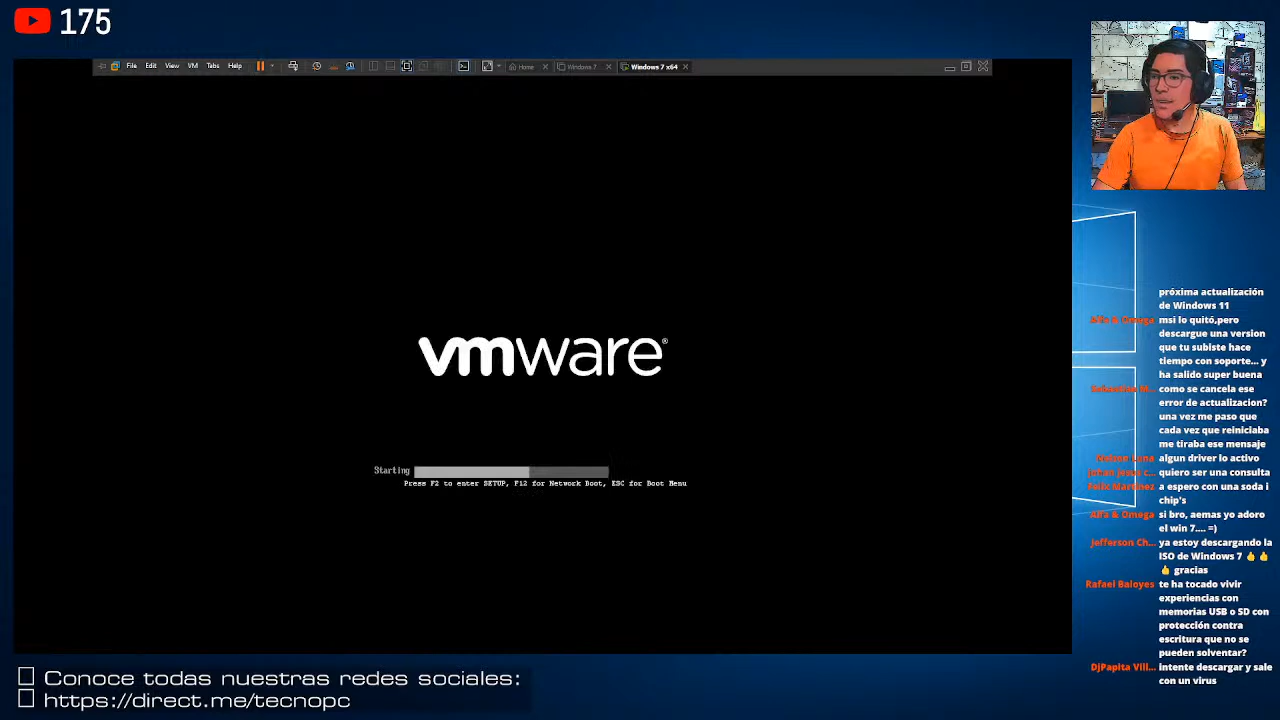 175
File Edit View VM Tabs Help
Home
Windows 7
Windows 7 x64
vmware®
Starting
Press F2 to enter SETUP, F12 for Network Boot, ESC for Boot Menu
próxima actualización
de Windows 11
Alfa & Omega msi lo quitó,pero
descargue una version
que tu subiste hace
tiempo con soporte... y
ha salido super buena
como se cancela ese
error de actualizacion?
una vez me paso que
cada vez que reiniciaba
me tiraba ese mensaje
Nelson Luna algun driver lo activo
quiero ser una consulta
Felix Martinez a espero con una soda i
chip's
Alfa & Omega si bro, aemas yo adoro
el win 7.... =)
Jefferson Ch... ya estoy descargando la
ISO de Windows 7 👍👍
👍 gracias
Rafael Baloyes te ha tocado vivir
experiencias con
memorias USB o SD con
protección contra
escritura que no se
pueden solventar?
DjPapita Vill... intente descargar y sale
con un virus
Conoce todas nuestras redes sociales:
https://direct.me/tecnopc